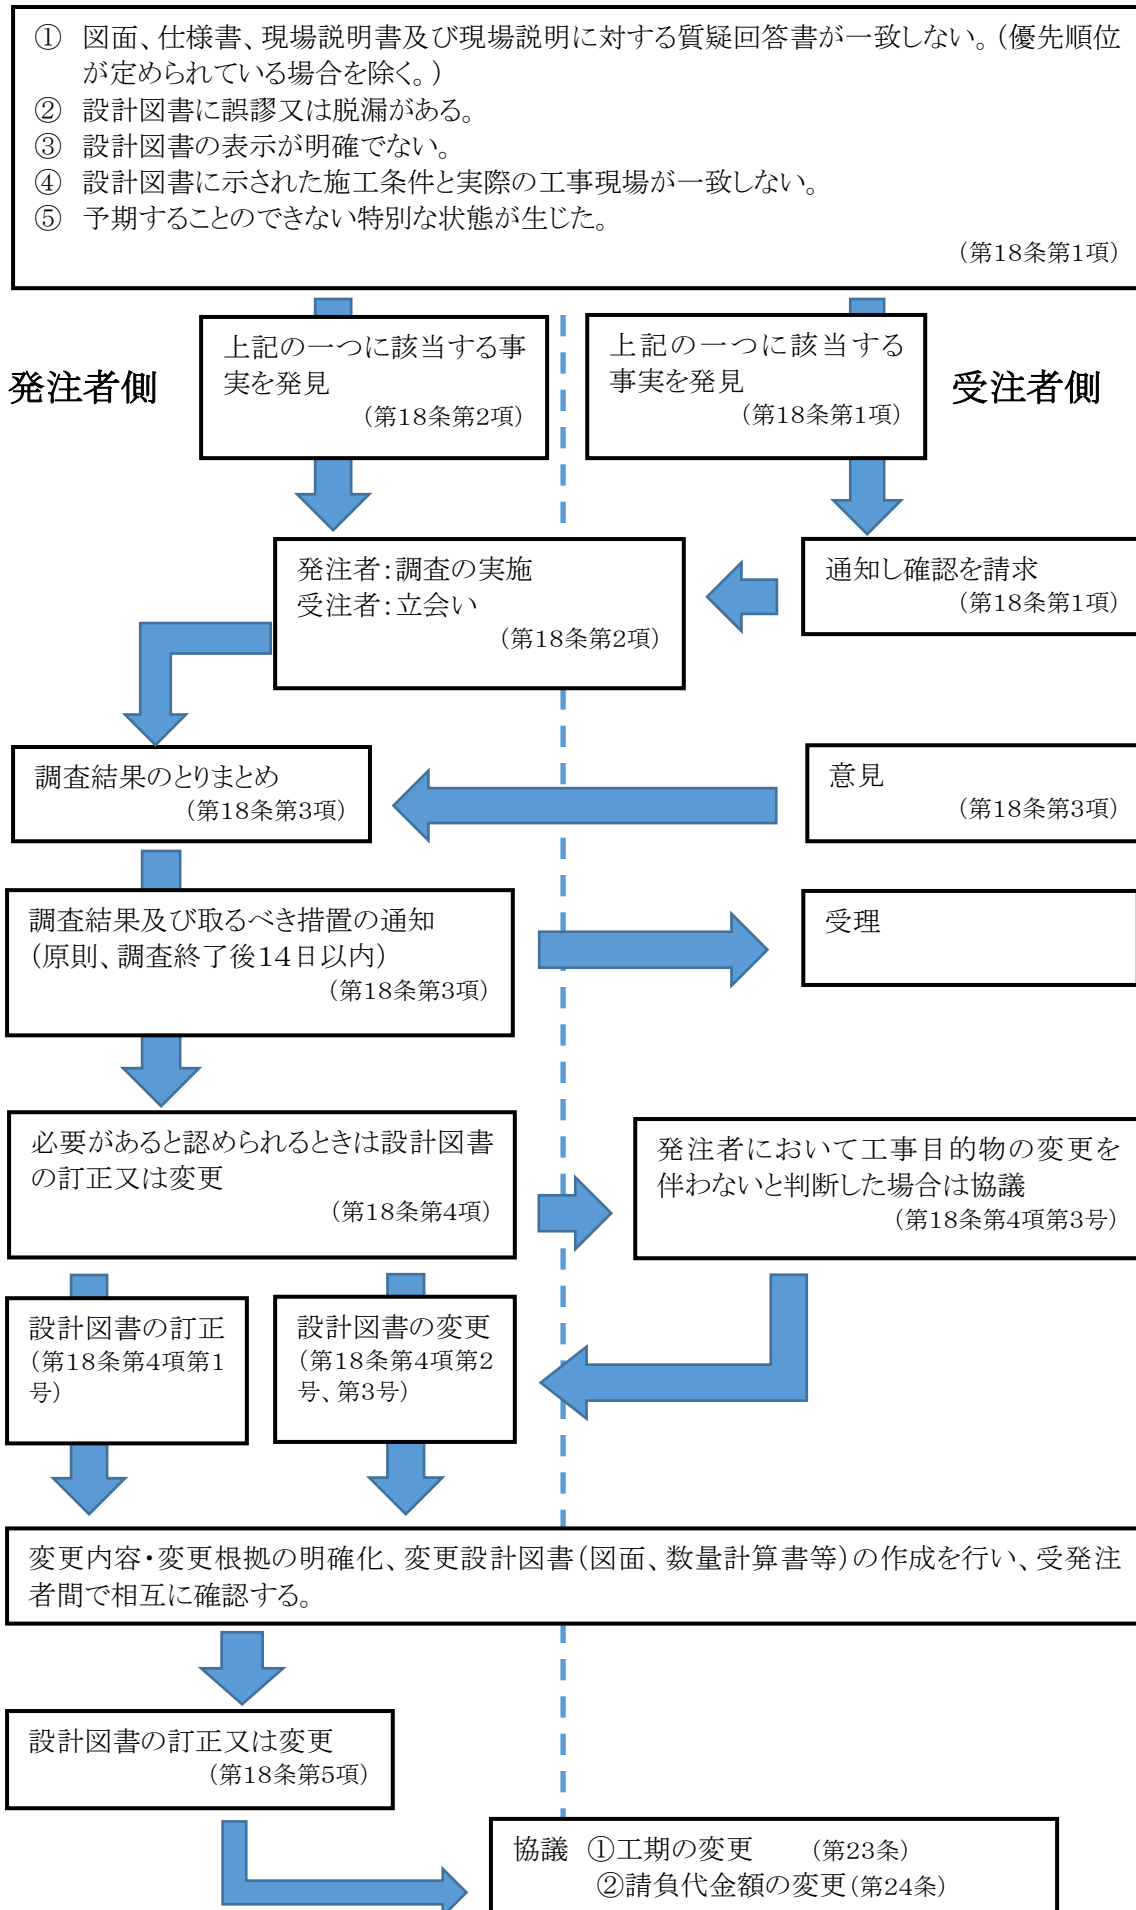 ① 図面、仕様書、現場説明書及び現場説明に対する質疑回答書が一致しない。(優先順位
が定められている場合を除く。)
② 設計図書に誤謬又は脱漏がある。
③ 設計図書の表示が明確でない。
④ 設計図書に示された施工条件と実際の工事現場が一致しない。
⑤ 予期することのできない特別な状態が生じた。
(第18条第1項)
発注者側
上記の一つに該当する事
実を発見
(第18条第2項)
上記の一つに該当する
事実を発見
(第18条第1項)
受注者側
発注者:調査の実施
受注者:立会い
(第18条第2項)
通知し確認を請求
(第18条第1項)
調査結果のとりまとめ
(第18条第3項)
意見
(第18条第3項)
調査結果及び取るべき措置の通知
(原則、調査終了後14日以内)
(第18条第3項)
受理
必要があると認められるときは設計図書
の訂正又は変更
(第18条第4項)
発注者において工事目的物の変更を
伴わないと判断した場合は協議
(第18条第4項第3号)
設計図書の訂正
(第18条第4項第1
号)
設計図書の変更
(第18条第4項第2
号、第3号)
変更内容・変更根拠の明確化、変更設計図書(図面、数量計算書等)の作成を行い、受発注
者間で相互に確認する。
設計図書の訂正又は変更
(第18条第5項)
協議 ①工期の変更 (第23条)
②請負代金額の変更(第24条)